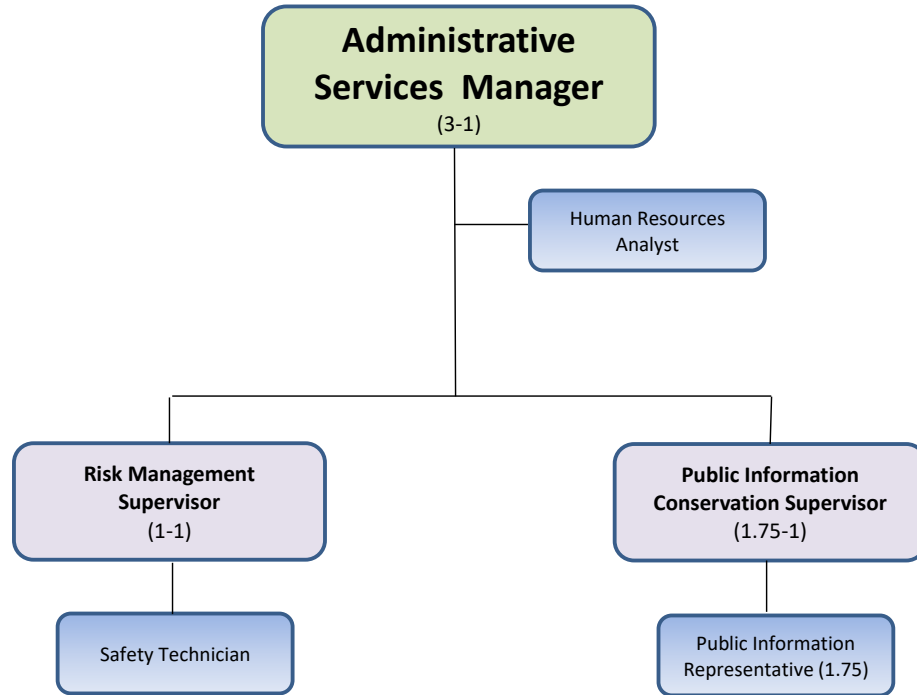 Administrative
Services Manager
(3-1)
Human Resources
Analyst
Risk Management
Supervisor
(1-1)
Public Information
Conservation Supervisor
(1.75-1)
Safety Technician
Public Information
Representative (1.75)